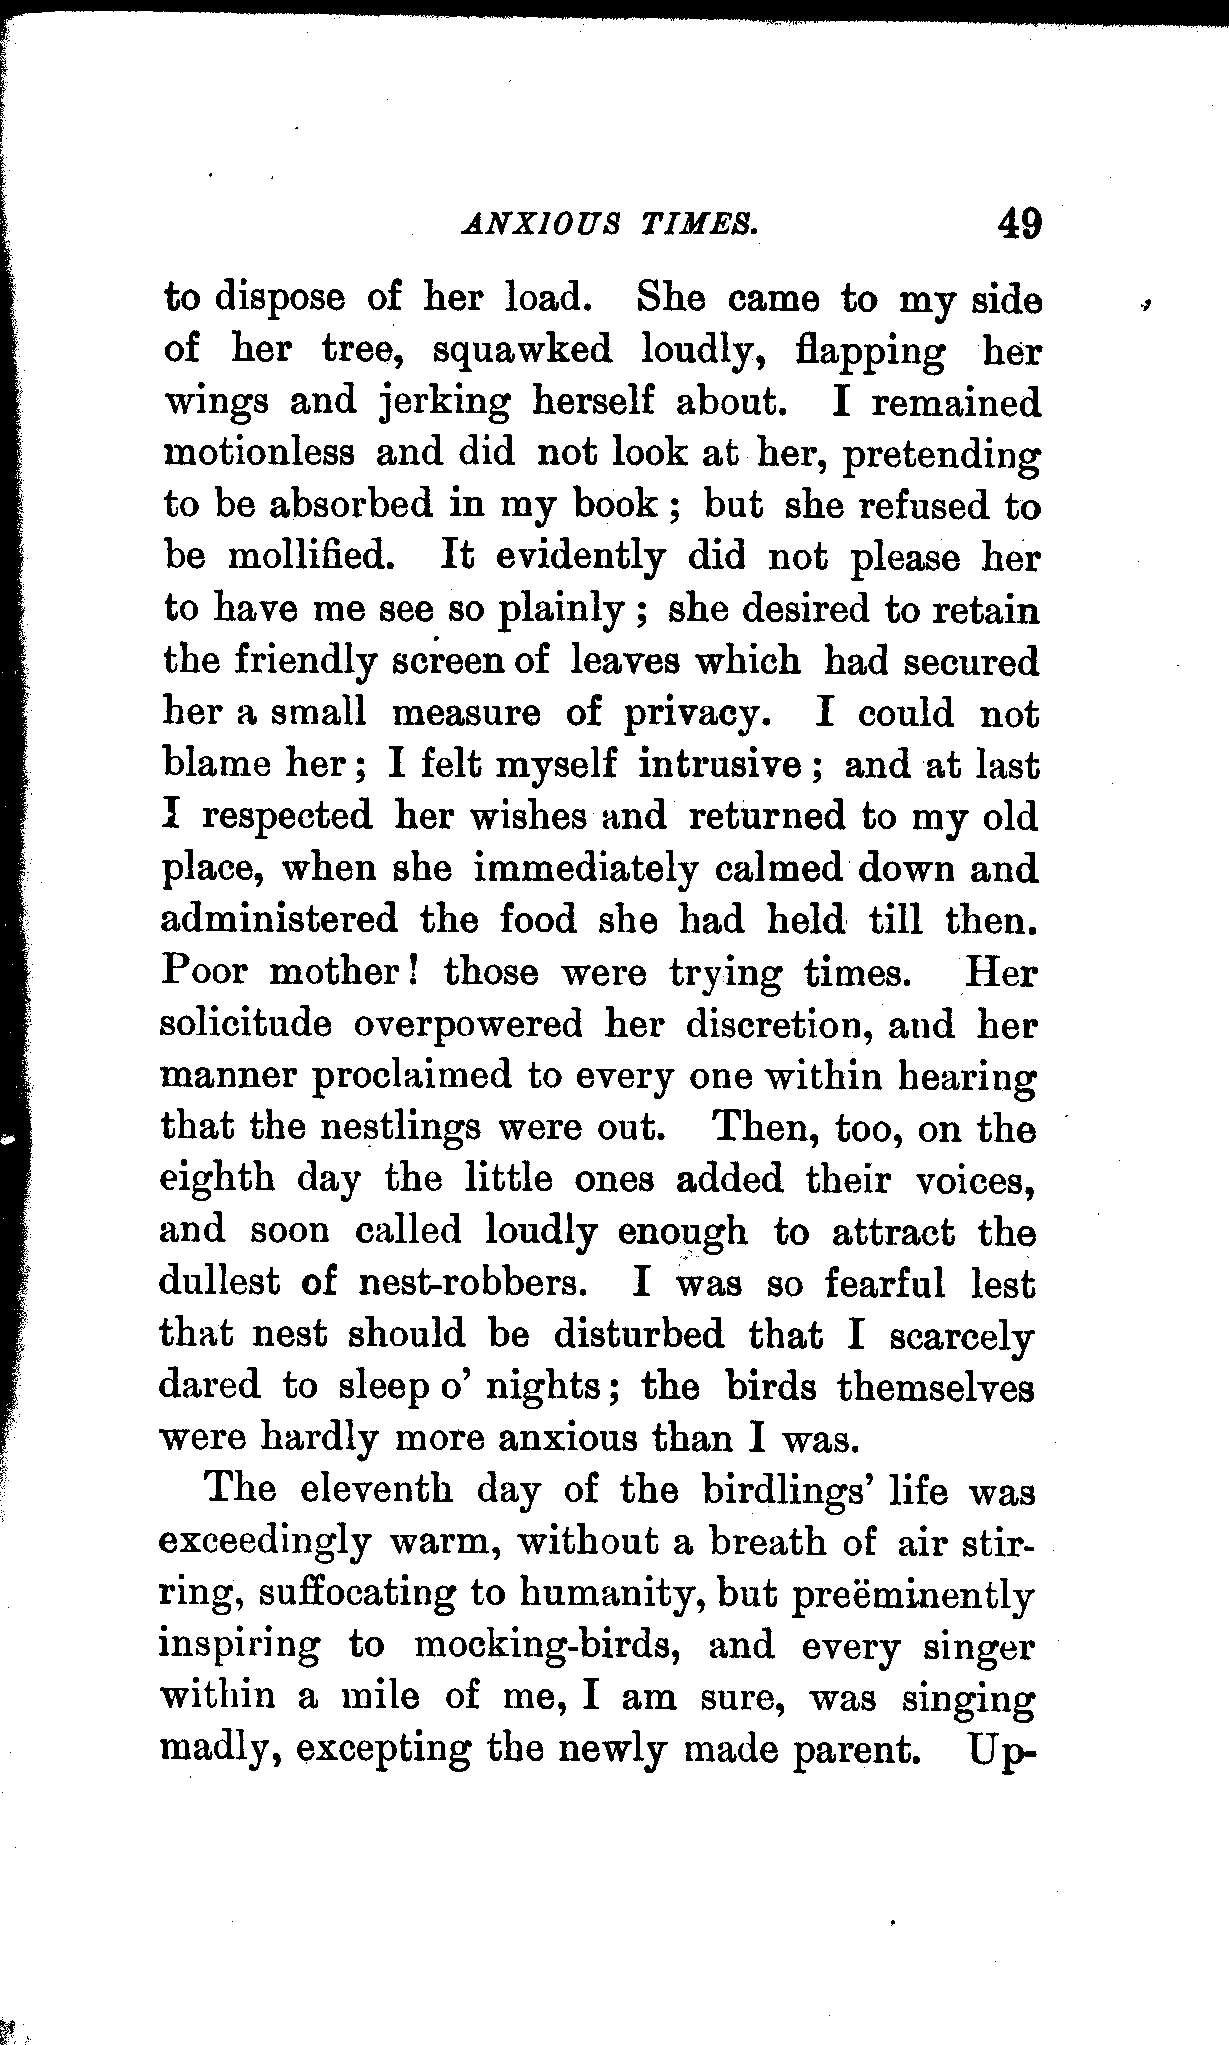 ANXIOUS TIMES. 49
to dispose of her load. She came to my side
of her tree, squawked loudly, flapping her
wings and jerking herself about. I remained
motionless and did not look at her, pretending
to be absorbed in my book; but she refused to
be mollified. It evidently did not please her
to have me see so plainly; she desired to retain
the friendly screen of leaves which had secured
her a small measure of privacy. I could not
blame her; I felt myself intrusive; and at last
I respected her wishes and returned to my old
place, when she immediately calmed down and
administered the food she had held till then.
Poor mother! those were trying times. Her
solicitude overpowered her discretion, and her
manner proclaimed to every one within hearing
that the nestlings were out. Then, too, on the
eighth day the little ones added their voices,
and soon called loudly enough to attract the
dullest of nest-robbers. I was so fearful lest
that nest should be disturbed that I scarcely
dared to sleep o' nights; the birds themselves
were hardly more anxious than I was.
The eleventh day of the birdlings' life was
exceedingly warm, without a breath of air stir-
ring, suffocating to humanity, but preëminently
inspiring to mocking-birds, and every singer
within a mile of me, I am sure, was singing
madly, excepting the newly made parent. Up-